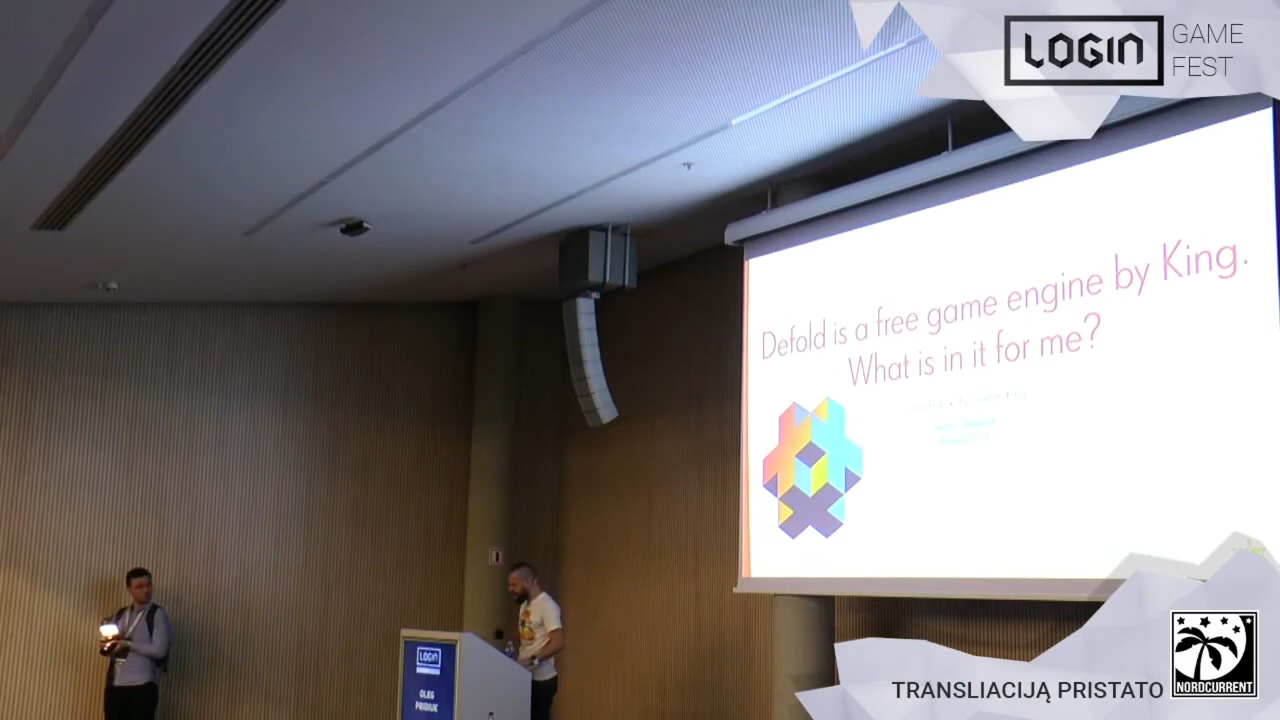 LOGIN
GAME
FEST
Defold is a free game engine by King.
What is in it for me?
LOGIN
OLEG
PRIDIUK
TRANSLIACIJĄ PRISTATO
NORDCURRENT